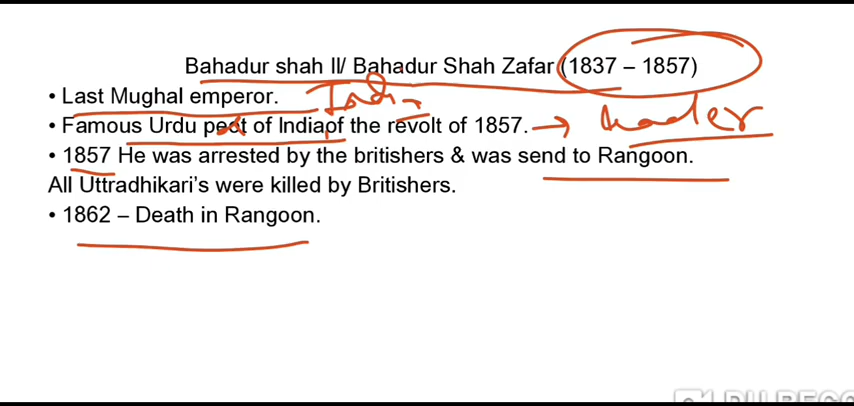 Bahadur shah II/ Bahadur Shah Zafar (1837 – 1857)
• Last Mughal emperor. Indi
• Famous Urdu peot of Indiaof the revolt of 1857. → Leader
• 1857 He was arrested by the britishers & was send to Rangoon.
All Uttradhikari's were killed by Britishers.
• 1862 – Death in Rangoon.